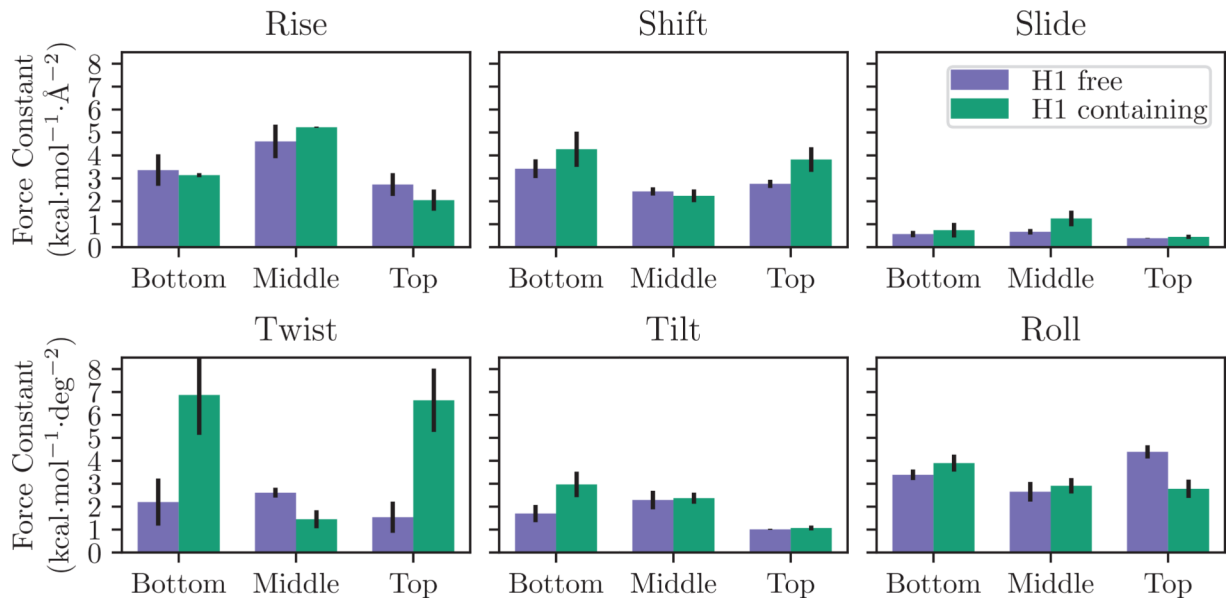 Rise
Shift
Slide
Force Constant
(kcal·mol⁻¹·Å⁻²)
8
7
6
5
4
3
2
1
0
H1 free
H1 containing
Bottom Middle Top
Bottom Middle Top
Bottom Middle Top
Twist
Tilt
Roll
Force Constant
(kcal·mol⁻¹·deg⁻²)
8
7
6
5
4
3
2
1
0
Bottom Middle Top
Bottom Middle Top
Bottom Middle Top